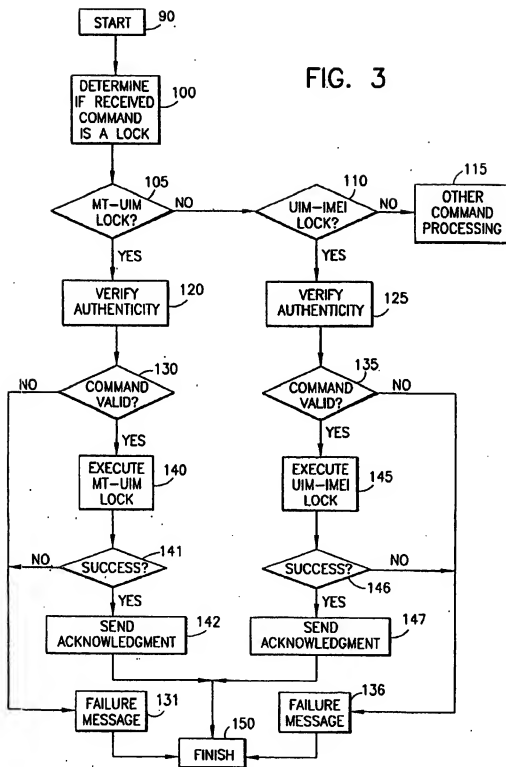 START
90
FIG. 3
DETERMINE
IF RECEIVED
COMMAND
IS A LOCK
100
MT-UIM
LOCK?
105
NO
UIM-IMEI
LOCK?
110
NO
OTHER
COMMAND
PROCESSING
115
YES
YES
VERIFY
AUTHENTICITY
120
VERIFY
AUTHENTICITY
125
NO
COMMAND
VALID?
130
COMMAND
VALID?
135
NO
YES
YES
EXECUTE
MT-UIM
LOCK
140
EXECUTE
UIM-IMEI
LOCK
145
NO
SUCCESS?
141
SUCCESS?
146
NO
YES
YES
SEND
ACKNOWLEDGMENT
142
SEND
ACKNOWLEDGMENT
147
FAILURE
MESSAGE
131
FAILURE
MESSAGE
136
FINISH
150